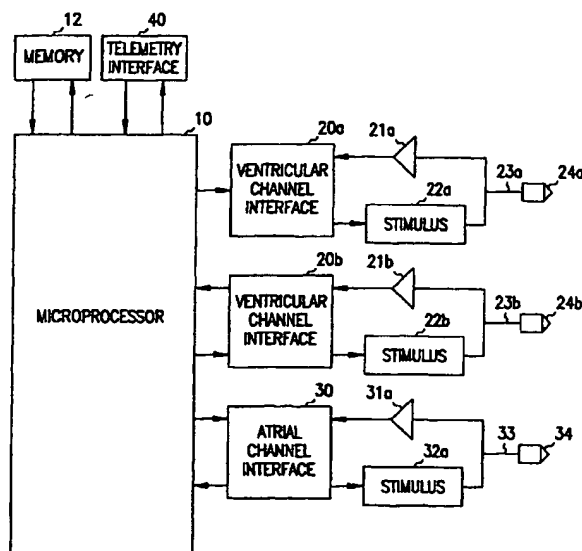 12
40
MEMORY
TELEMETRY
INTERFACE
10
MICROPROCESSOR
20a
VENTRICULAR
CHANNEL
INTERFACE
21a
22a
STIMULUS
23a
24a
20b
VENTRICULAR
CHANNEL
INTERFACE
21b
22b
STIMULUS
23b
24b
30
ATRIAL
CHANNEL
INTERFACE
31a
32a
STIMULUS
33
34